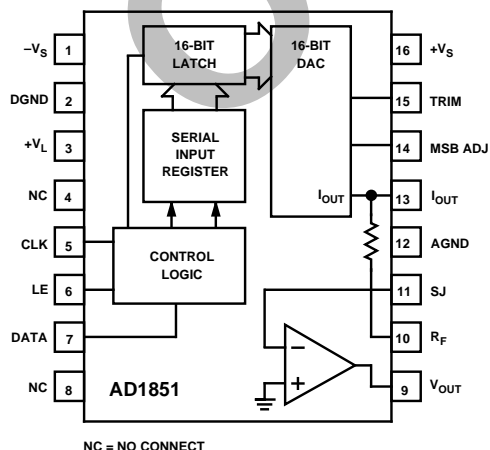 –VS 1
DGND 2
+VL 3
NC 4
CLK 5
LE 6
DATA 7
NC 8
16-BIT
LATCH
SERIAL
INPUT
REGISTER
CONTROL
LOGIC
16-BIT
DAC
IOUT
AD1851
16 +VS
15 TRIM
14 MSB ADJ
13 IOUT
12 AGND
11 SJ
10 RF
9 VOUT
–
+
NC = NO CONNECT